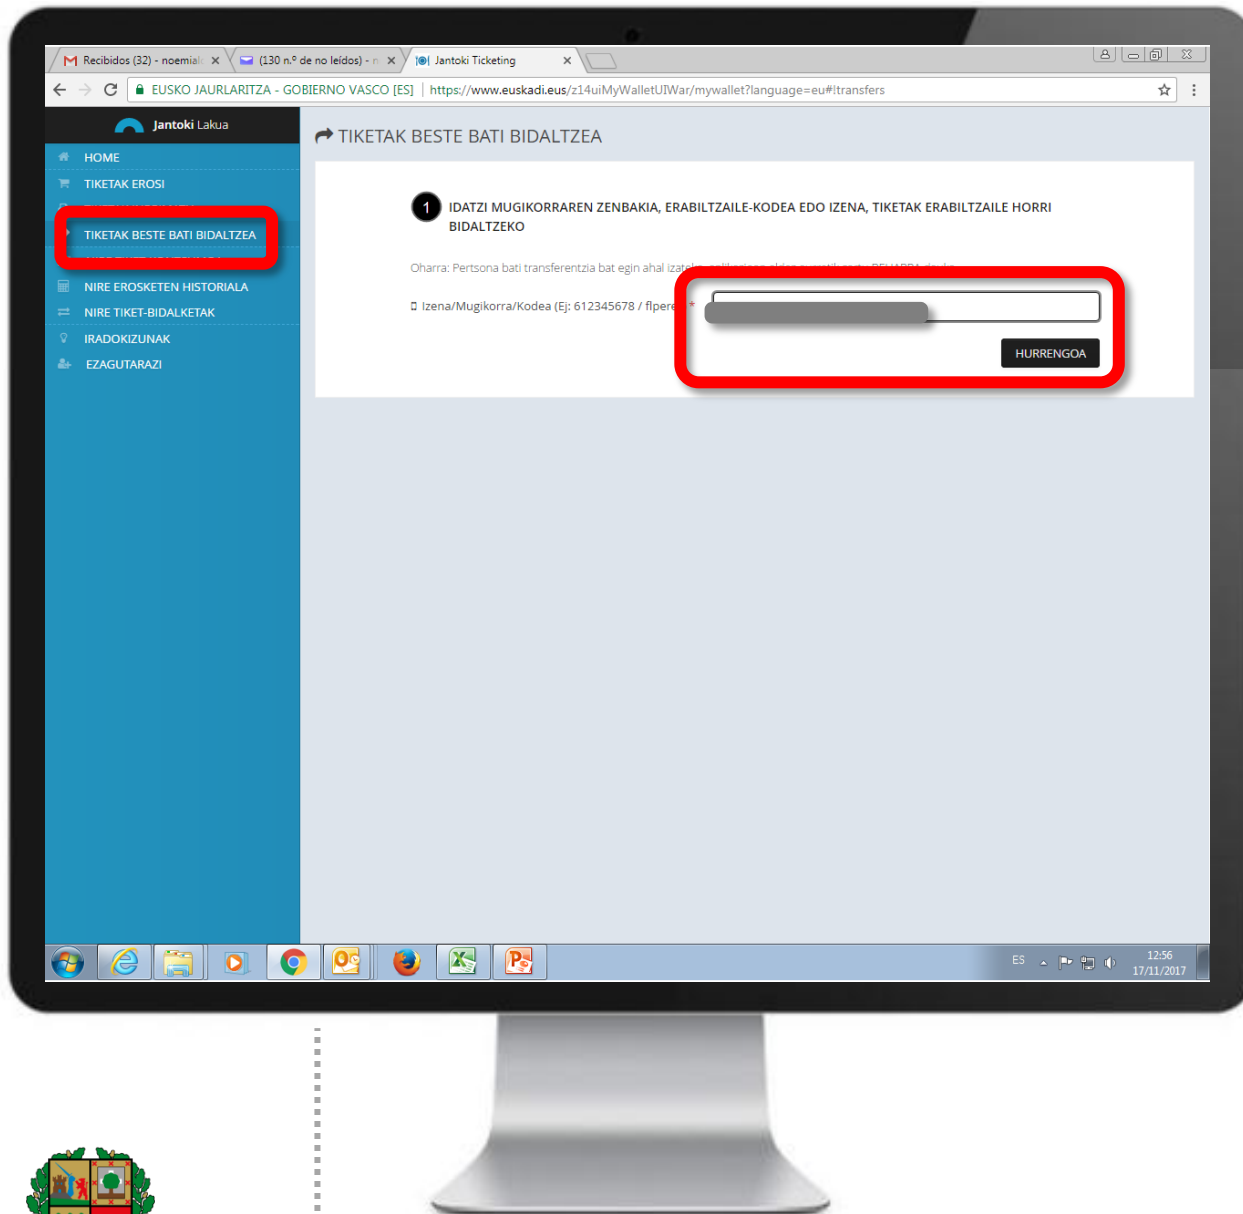 Recibidos (32) - noemia
(130 n.º de no leídos) - n
Jantoki Ticketing
EUSKO JAURLARITZA - GOBIERNO VASCO [ES]
https://www.euskadi.eus/z14uiMyWalletUIWar/mywallet?language=eu#!transfers
Jantoki Lakua
HOME
TIKETAK EROSI
TIKETAK BESTE BATI BIDALTZEA
NIRE EROSKETEN HISTORIALA
NIRE TIKET-BIDALKETAK
IRADOKIZUNAK
EZAGUTARAZI
TIKETAK BESTE BATI BIDALTZEA
1 IDATZI MUGIKORRAREN ZENBAKIA, ERABILTZAILE-KODEA EDO IZENA, TIKETAK ERABILTZAILE HORRI
BIDALTZEKO
Oharra: Pertsona bati transferentzia bat egin ahal
Izena/Mugikorra/Kodea (Ej: 612345678 / flpere *
HURRENGOA
ES
12:56
17/11/2017